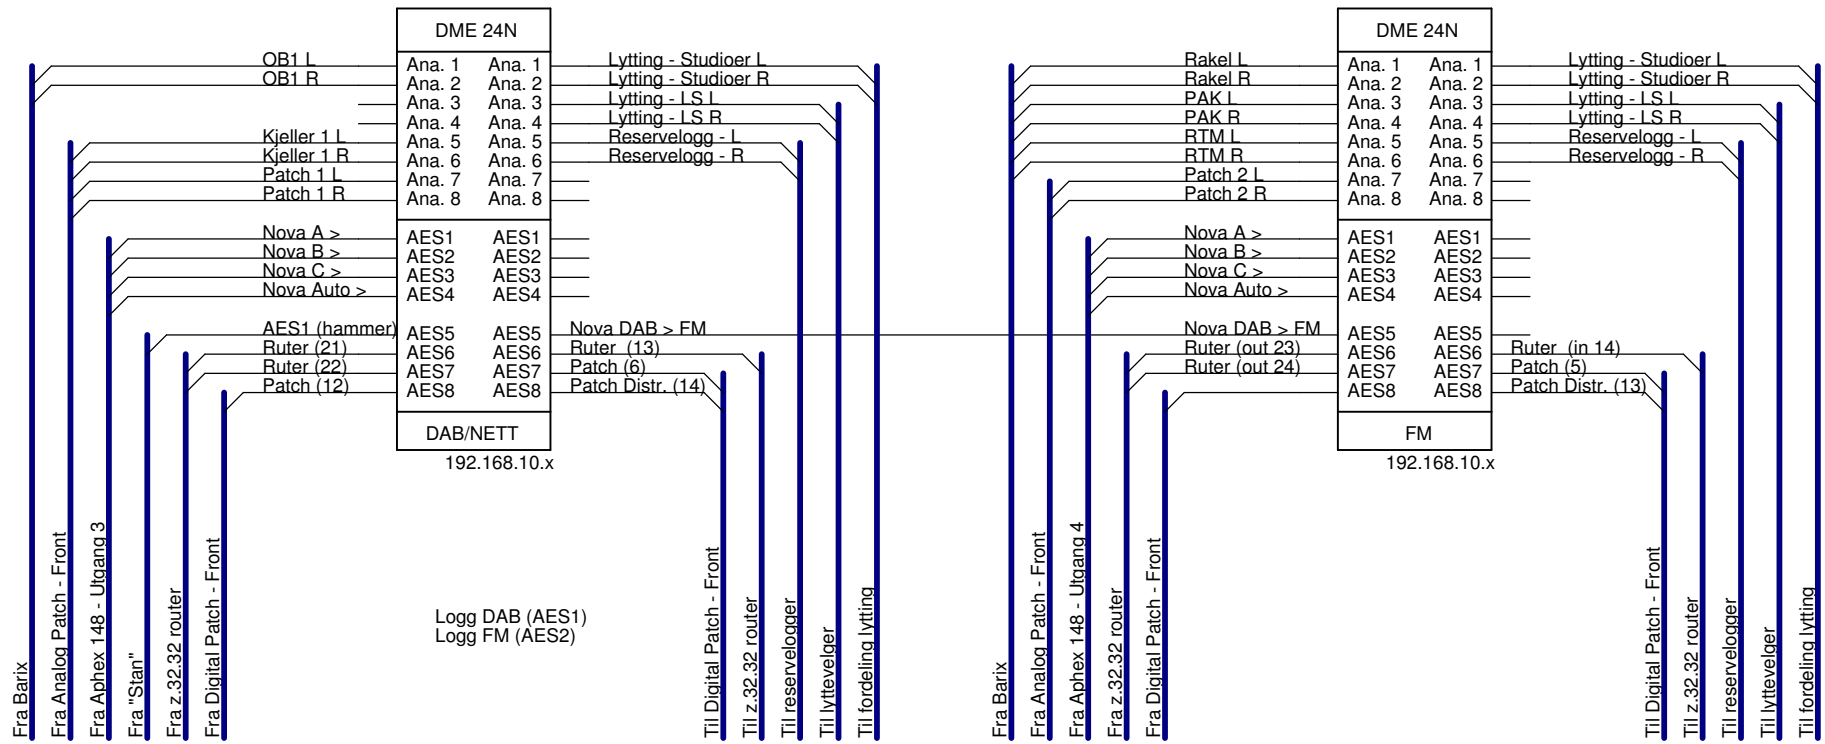 DME 24N
OB1 L
OB1 R
Kjeller 1 L
Kjeller 1 R
Patch 1 L
Patch 1 R
Nova A >
Nova B >
Nova C >
Nova Auto >
AES1 (hammer)
Ruter (21)
Ruter (22)
Patch (12)
Ana. 1 Ana. 1
Ana. 2 Ana. 2
Ana. 3 Ana. 3
Ana. 4 Ana. 4
Ana. 5 Ana. 5
Ana. 6 Ana. 6
Ana. 7 Ana. 7
Ana. 8 Ana. 8
AES1 AES1
AES2 AES2
AES3 AES3
AES4 AES4
AES5 AES5
AES6 AES6
AES7 AES7
AES8 AES8
DAB/NETT
192.168.10.x
Lytting - Studioer L
Lytting - Studioer R
Lytting - LS L
Lytting - LS R
Reservelogg - L
Reservelogg - R
Nova DAB > FM
Ruter (13)
Patch (6)
Patch Distr. (14)
Fra Barix
Fra Analog Patch - Front
Fra Aphex 148 - Utgang 3
Fra "Stan"
Fra z.32.32 router
Fra Digital Patch - Front
Logg DAB (AES1)
Logg FM (AES2)
Til Digital Patch - Front
Til z.32.32 router
Til reservelogger
Til lyttevelger
Til fordeling lytting
DME 24N
Rakel L
Rakel R
PAK L
PAK R
RTM L
RTM R
Patch 2 L
Patch 2 R
Nova A >
Nova B >
Nova C >
Nova Auto >
Nova DAB > FM
Ruter (out 23)
Ruter (out 24)
Ana. 1 Ana. 1
Ana. 2 Ana. 2
Ana. 3 Ana. 3
Ana. 4 Ana. 4
Ana. 5 Ana. 5
Ana. 6 Ana. 6
Ana. 7 Ana. 7
Ana. 8 Ana. 8
AES1 AES1
AES2 AES2
AES3 AES3
AES4 AES4
AES5 AES5
AES6 AES6
AES7 AES7
AES8 AES8
FM
192.168.10.x
Lytting - Studioer L
Lytting - Studioer R
Lytting - LS L
Lytting - LS R
Reservelogg - L
Reservelogg - R
Ruter (in 14)
Patch (5)
Patch Distr. (13)
Fra Barix
Fra Analog Patch - Front
Fra Aphex 148 - Utgang 4
Fra z.32.32 router
Fra Digital Patch - Front
Til Digital Patch - Front
Til z.32.32 router
Til reservelogger
Til lyttevelger
Til fordeling lytting